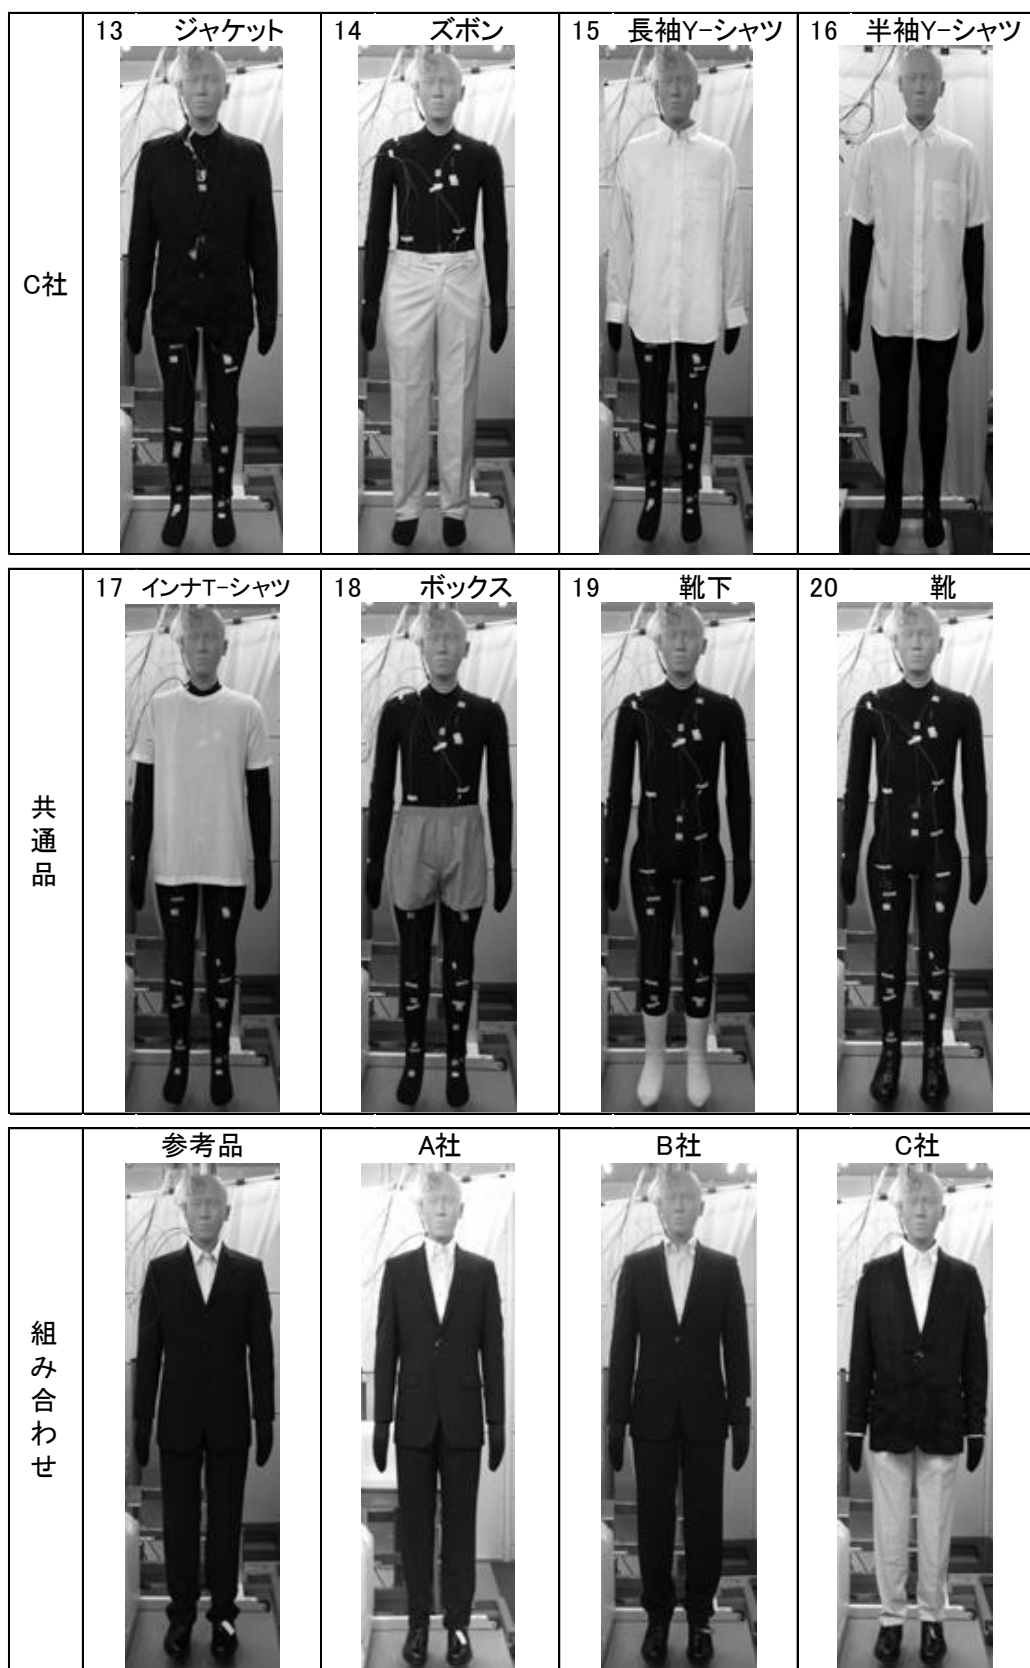 13 ジャケット
14 ズボン
15 長袖Y-シャツ
16 半袖Y-シャツ
C社
17 インナT-シャツ
18 ボックス
19 靴下
20 靴
共通品
参考品
A社
B社
C社
組み合わせ